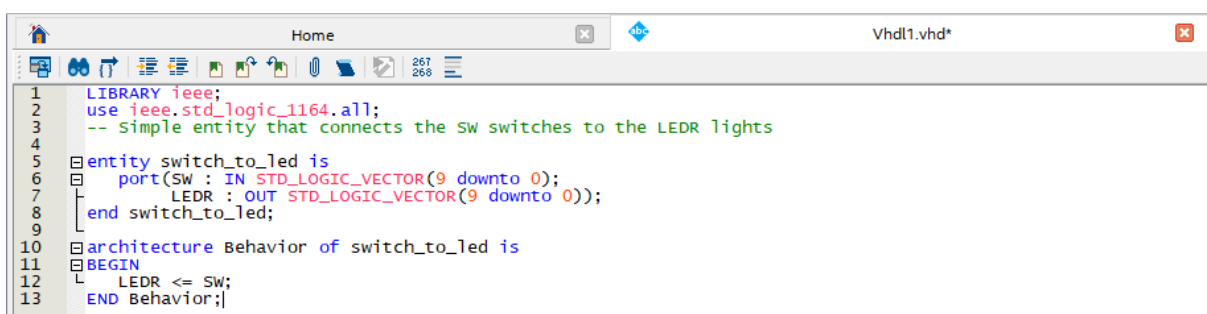 Home
abc
Vhdl1.vhd*
267
268
1 LIBRARY ieee;
2 use ieee.std_logic_1164.all;
3 -- Simple entity that connects the SW switches to the LEDR lights
4
5 entity switch_to_led is
6 port(SW : IN STD_LOGIC_VECTOR(9 downto 0);
7 LEDR : OUT STD_LOGIC_VECTOR(9 downto 0));
8 end switch_to_led;
9
10 architecture Behavior of switch_to_led is
11 BEGIN
12 LEDR <= SW;
13 END Behavior;